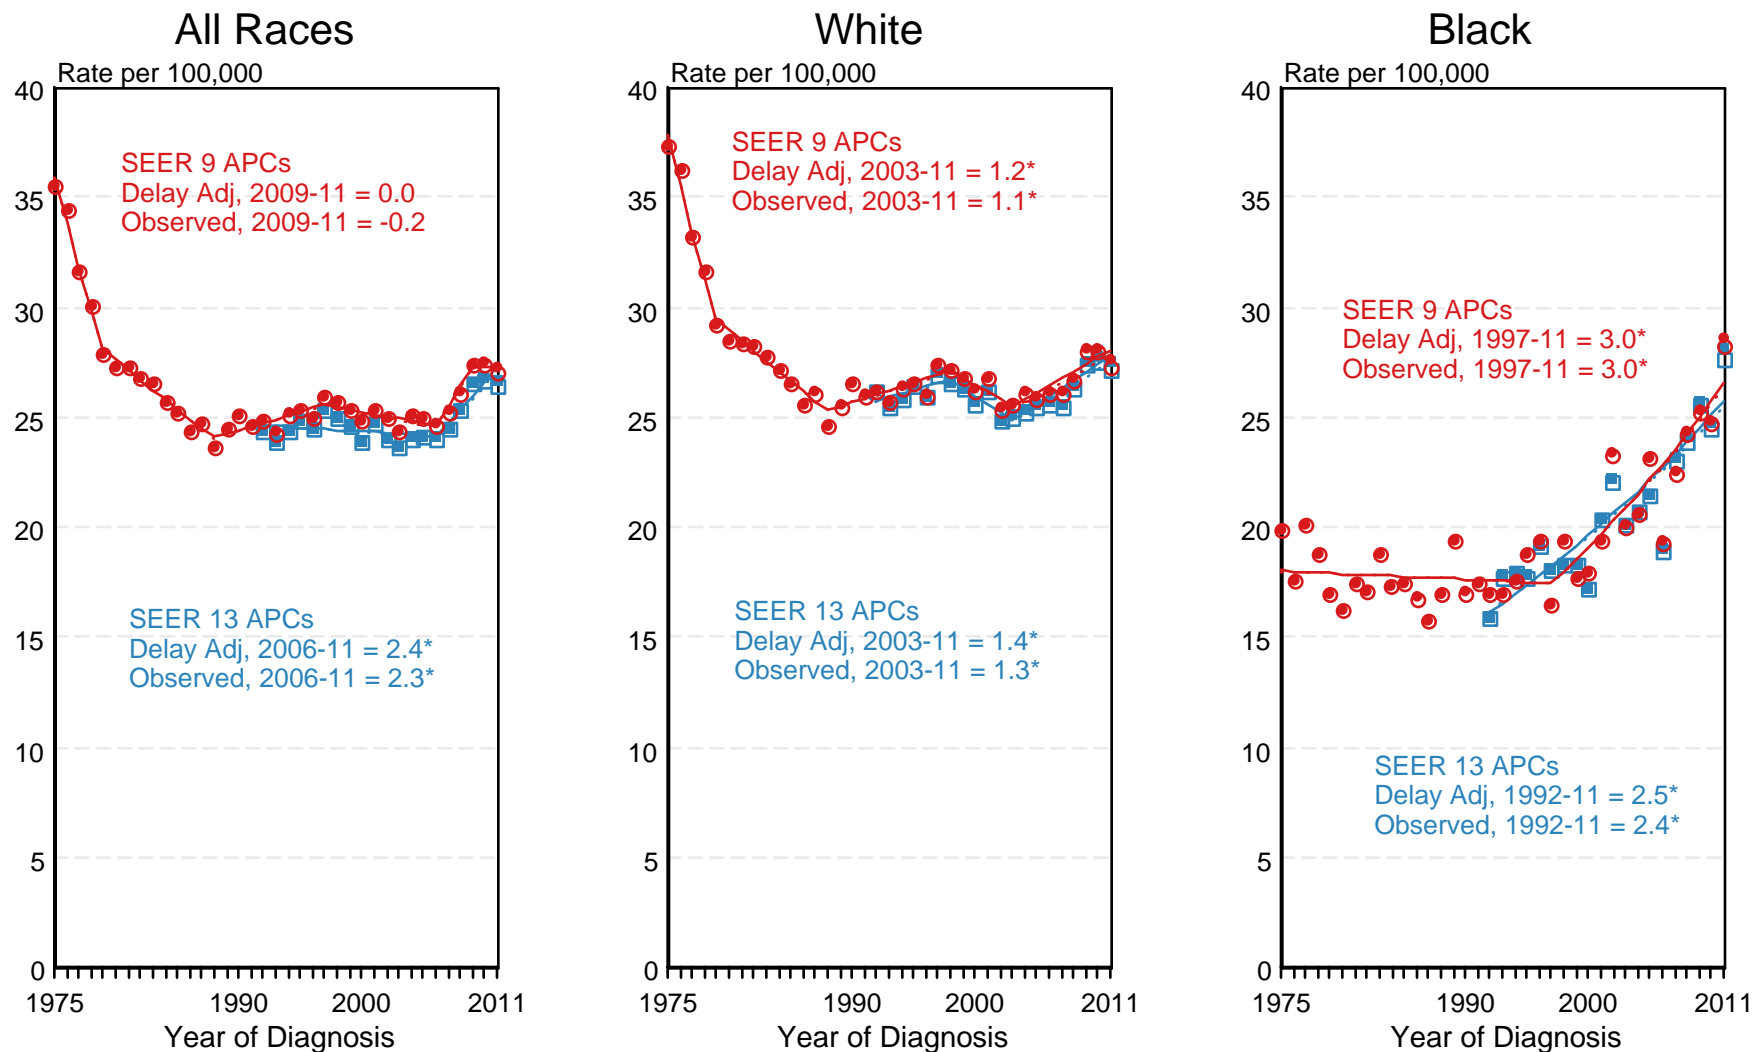 All Races
Rate per 100,000
40
35
30
25
20
15
10
5
0
SEER 9 APCs
Delay Adj, 2009-11 = 0.0
Observed, 2009-11 = -0.2
SEER 13 APCs
Delay Adj, 2006-11 = 2.4*
Observed, 2006-11 = 2.3*
1975 1990 2000 2011
Year of Diagnosis
White
Rate per 100,000
40
35
30
25
20
15
10
5
0
SEER 9 APCs
Delay Adj, 2003-11 = 1.2*
Observed, 2003-11 = 1.1*
SEER 13 APCs
Delay Adj, 2003-11 = 1.4*
Observed, 2003-11 = 1.3*
1975 1990 2000 2011
Year of Diagnosis
Black
Rate per 100,000
40
35
30
25
20
15
10
5
0
SEER 9 APCs
Delay Adj, 1997-11 = 3.0*
Observed, 1997-11 = 3.0*
SEER 13 APCs
Delay Adj, 1992-11 = 2.5*
Observed, 1992-11 = 2.4*
1975 1990 2000 2011
Year of Diagnosis